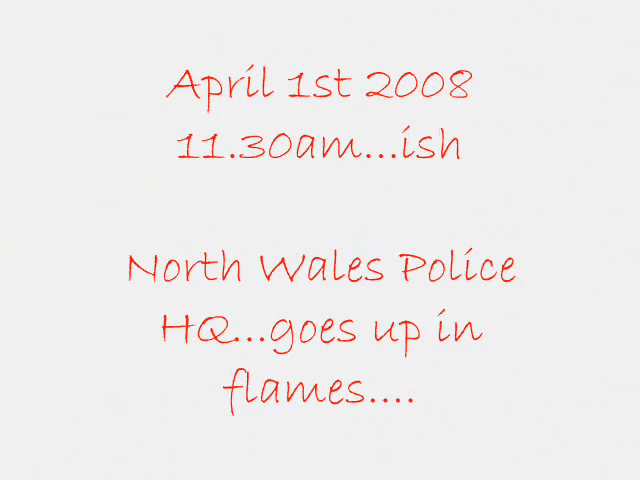 April 1st 2008
11.30am...ish
North Wales Police
HQ...goes up in
flames....